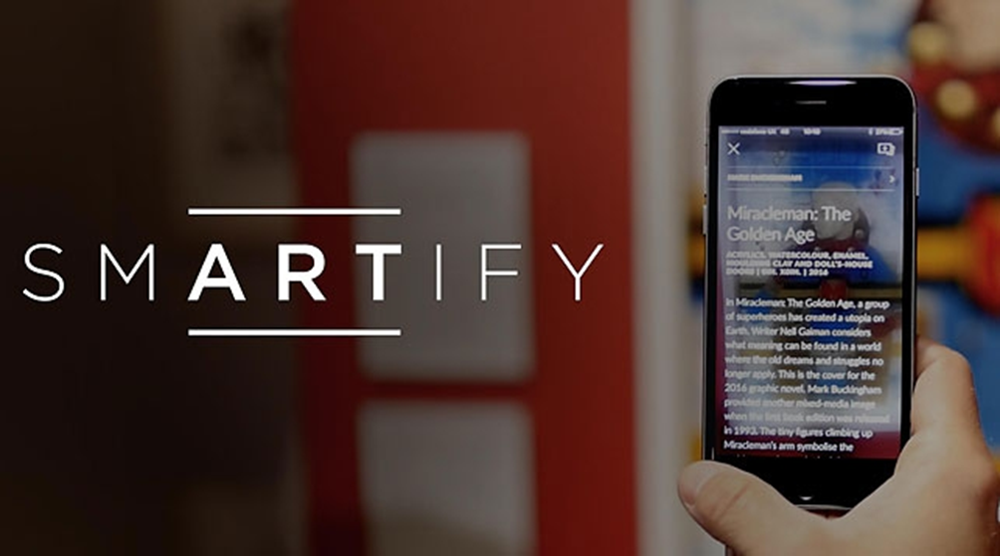 SMARTIFY
10:10
Miracleman: The
Golden Age
ACRYLICS, WATERCOLOUR, ENAMEL,
MOULDING CLAY AND DOLL'S-HOUSE
DOORS | | 2016
In Miracleman: The Golden Age, a group
of superheroes has created a utopia on
Earth. Writer Neil Gaiman considers
what meaning can be found in a world
where the old dreams and struggles no
longer apply. This is the cover for the
2016 graphic novel. Mark Buckingham
provided another mixed-media image
when the first book edition was released
in 1993. The tiny figures climbing up
Miracleman's arm symbolise the